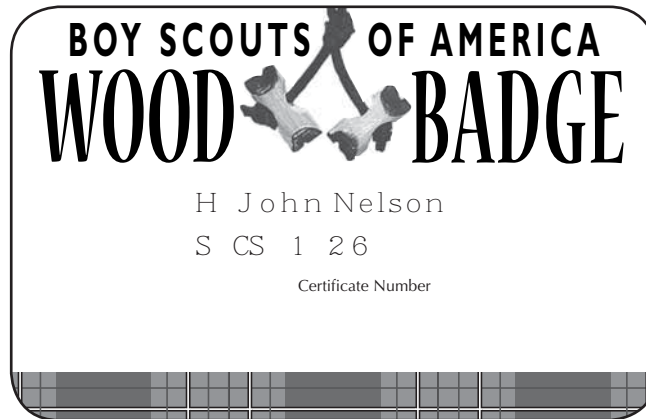 BOY SCOUTS OF AMERICA
WOOD BADGE
H John Nelson
S CS 1 26
Certificate Number